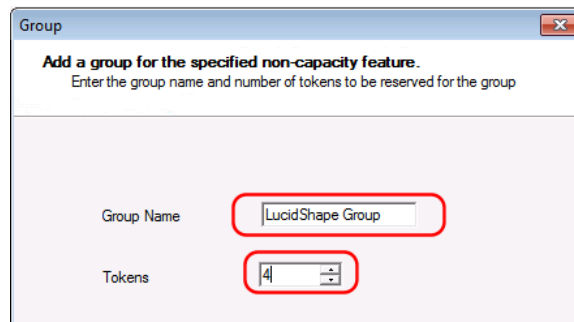 Group
Add a group for the specified non-capacity feature.
Enter the group name and number of tokens to be reserved for the group
Group Name LucidShape Group
Tokens 4